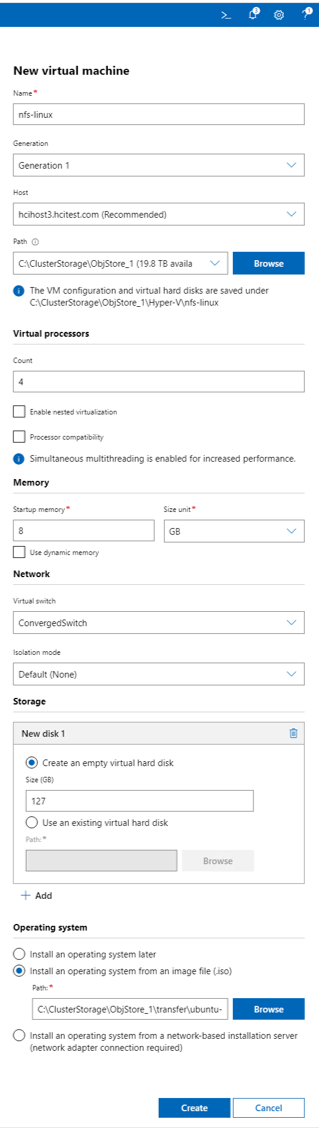 New virtual machine
Name *
nfs-linux
Generation
Generation 1
Host
hcihost3.hcitest.com (Recommended)
Path
C:\ClusterStorage\ObjStore_1 (19.8 TB availa
Browse
The VM configuration and virtual hard disks are saved under
C:\ClusterStorage\ObjStore_1\Hyper-V\nfs-linux
Virtual processors
Count
4
Enable nested virtualization
Processor compatibility
Simultaneous multithreading is enabled for increased performance.
Memory
Startup memory * Size unit *
8 GB
Use dynamic memory
Network
Virtual switch
ConvergedSwitch
Isolation mode
Default (None)
Storage
New disk 1
Create an empty virtual hard disk
Size (GB)
127
Use an existing virtual hard disk
Path: *
Browse
+ Add
Operating system
Install an operating system later
Install an operating system from an image file (.iso)
Path: *
C:\ClusterStorage\ObjStore_1\transfer\ubuntu-
Browse
Install an operating system from a network-based installation server
(network adapter connection required)
Create Cancel